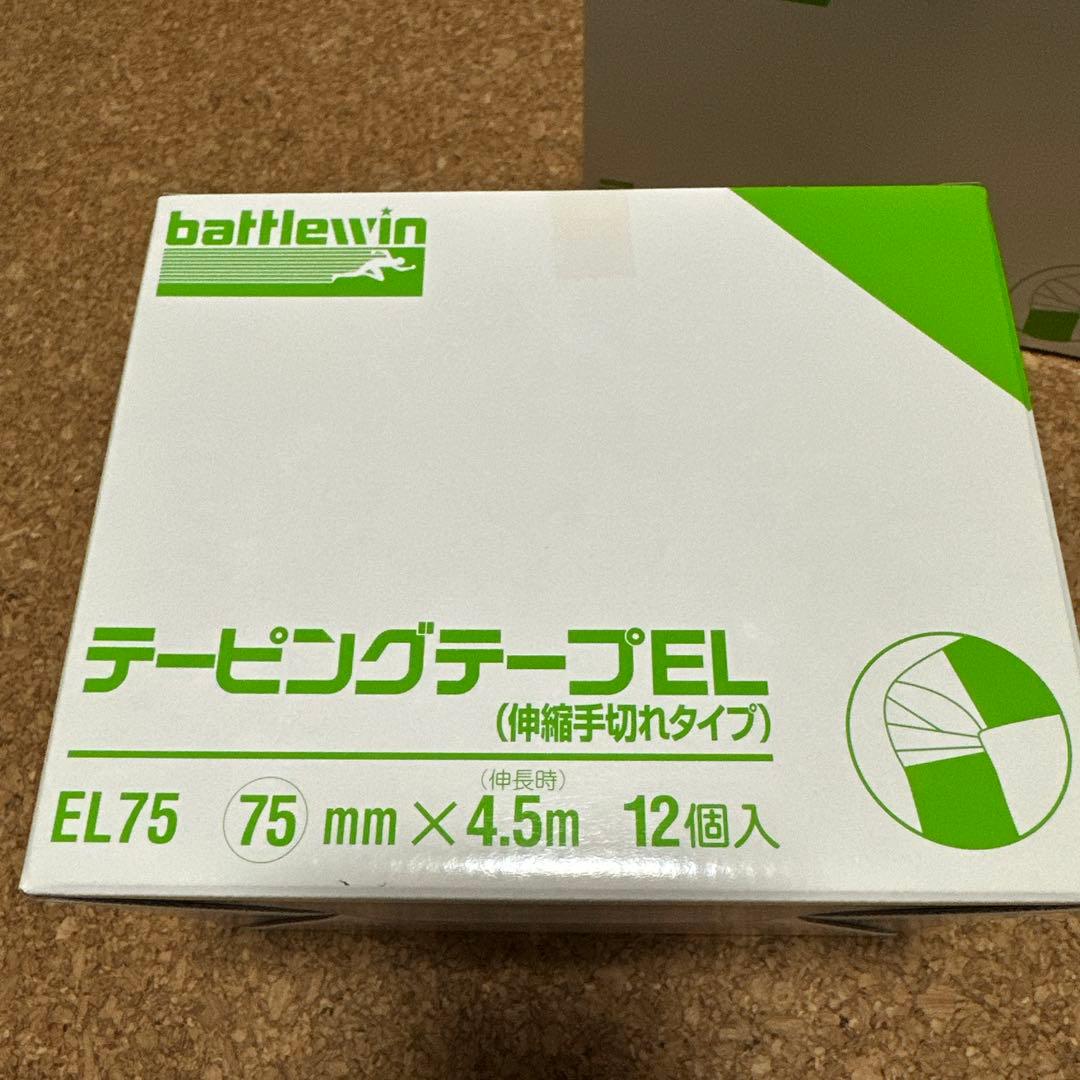 battlewin
テーピングテープEL
(伸縮手切れタイプ)
(伸長時)
EL75 75 mm×4.5m 12個入